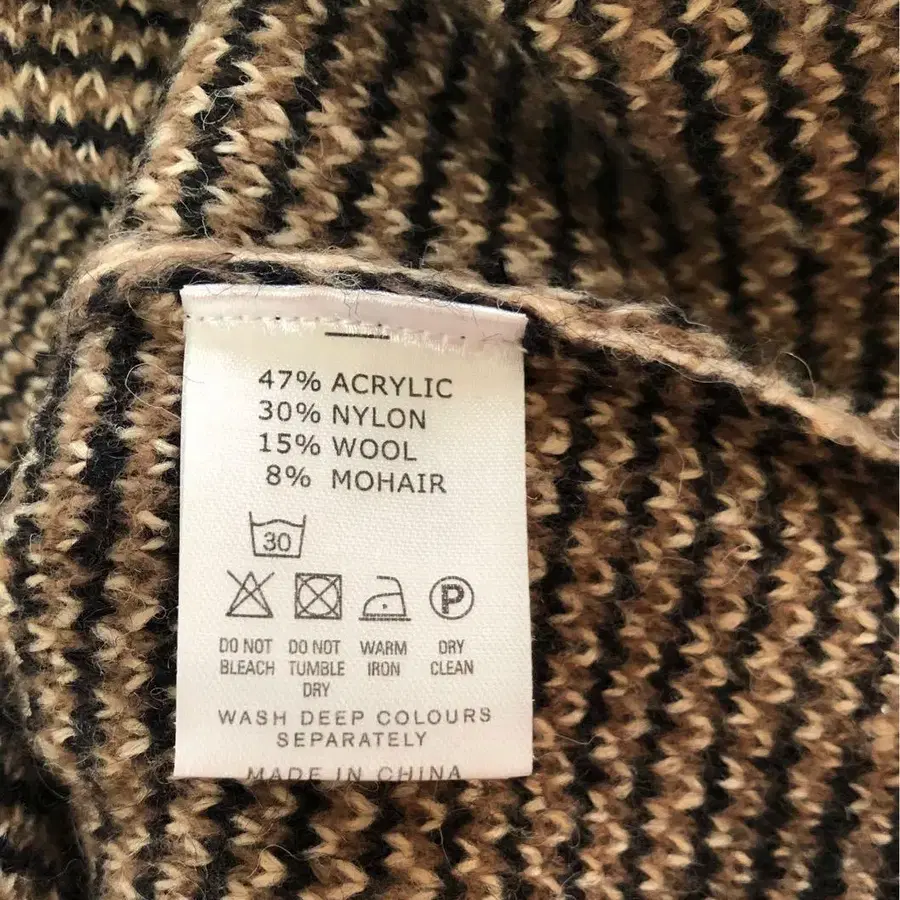 47% ACRYLIC
30% NYLON
15% WOOL
8% MOHAIR
30
P
DO NOT BLEACH
DO NOT TUMBLE DRY
WARM IRON
DRY CLEAN
WASH DEEP COLOURS
SEPARATELY
MADE IN CHINA